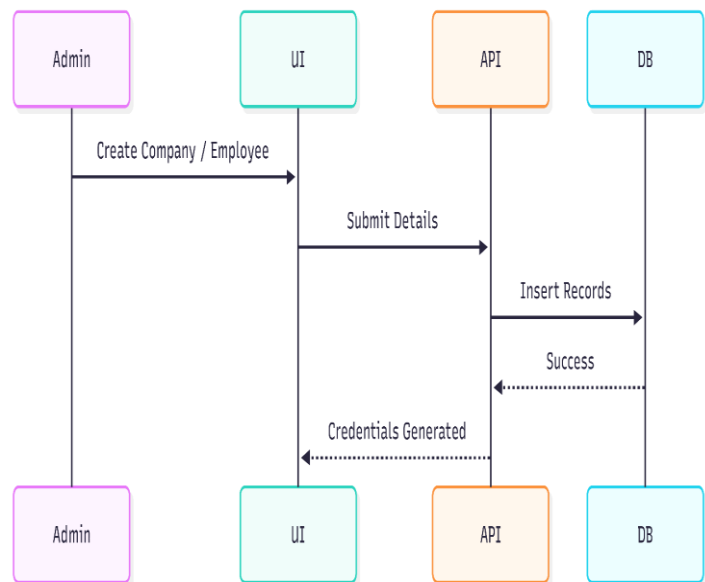 Admin
UI
API
DB
Create Company / Employee
Submit Details
Insert Records
Success
Credentials Generated
Admin
UI
API
DB